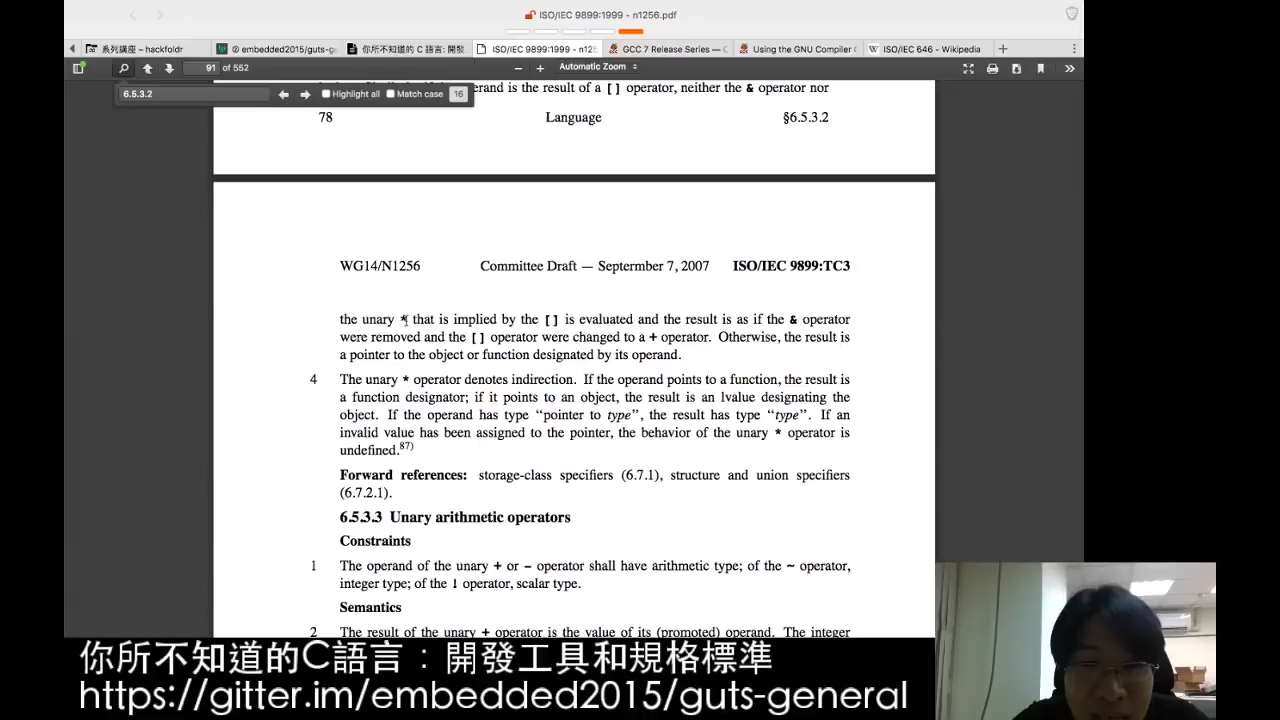 ISO/IEC 9899:1999 - n1256.pdf
系列講座 – hackfoldr
@ embedded2015/guts-g
你所不知道的 C 語言: 開發
ISO/IEC 9899:1999 - n125
GCC 7 Release Series — C
Using the GNU Compiler C
ISO/IEC 646 - Wikipedia
91 of 552
Automatic Zoom
6.5.3.2
Highlight all
Match case
16
erand is the result of a [ ] operator, neither the & operator nor
78 Language §6.5.3.2
WG14/N1256 Committee Draft — Septermber 7, 2007 ISO/IEC 9899:TC3
the unary * that is implied by the [ ] is evaluated and the result is as if the & operator
were removed and the [ ] operator were changed to a + operator. Otherwise, the result is
a pointer to the object or function designated by its operand.
4 The unary * operator denotes indirection. If the operand points to a function, the result is
a function designator; if it points to an object, the result is an lvalue designating the
object. If the operand has type “pointer to type”, the result has type “type”. If an
invalid value has been assigned to the pointer, the behavior of the unary * operator is
undefined.87)
Forward references: storage-class specifiers (6.7.1), structure and union specifiers
(6.7.2.1).
6.5.3.3 Unary arithmetic operators
Constraints
1 The operand of the unary + or - operator shall have arithmetic type; of the ~ operator,
integer type; of the ! operator, scalar type.
Semantics
2 The result of the unary + operator is the value of its (promoted) operand. The integer
你所不知道的C語言：開發工具和規格標準
https://gitter.im/embedded2015/guts-general